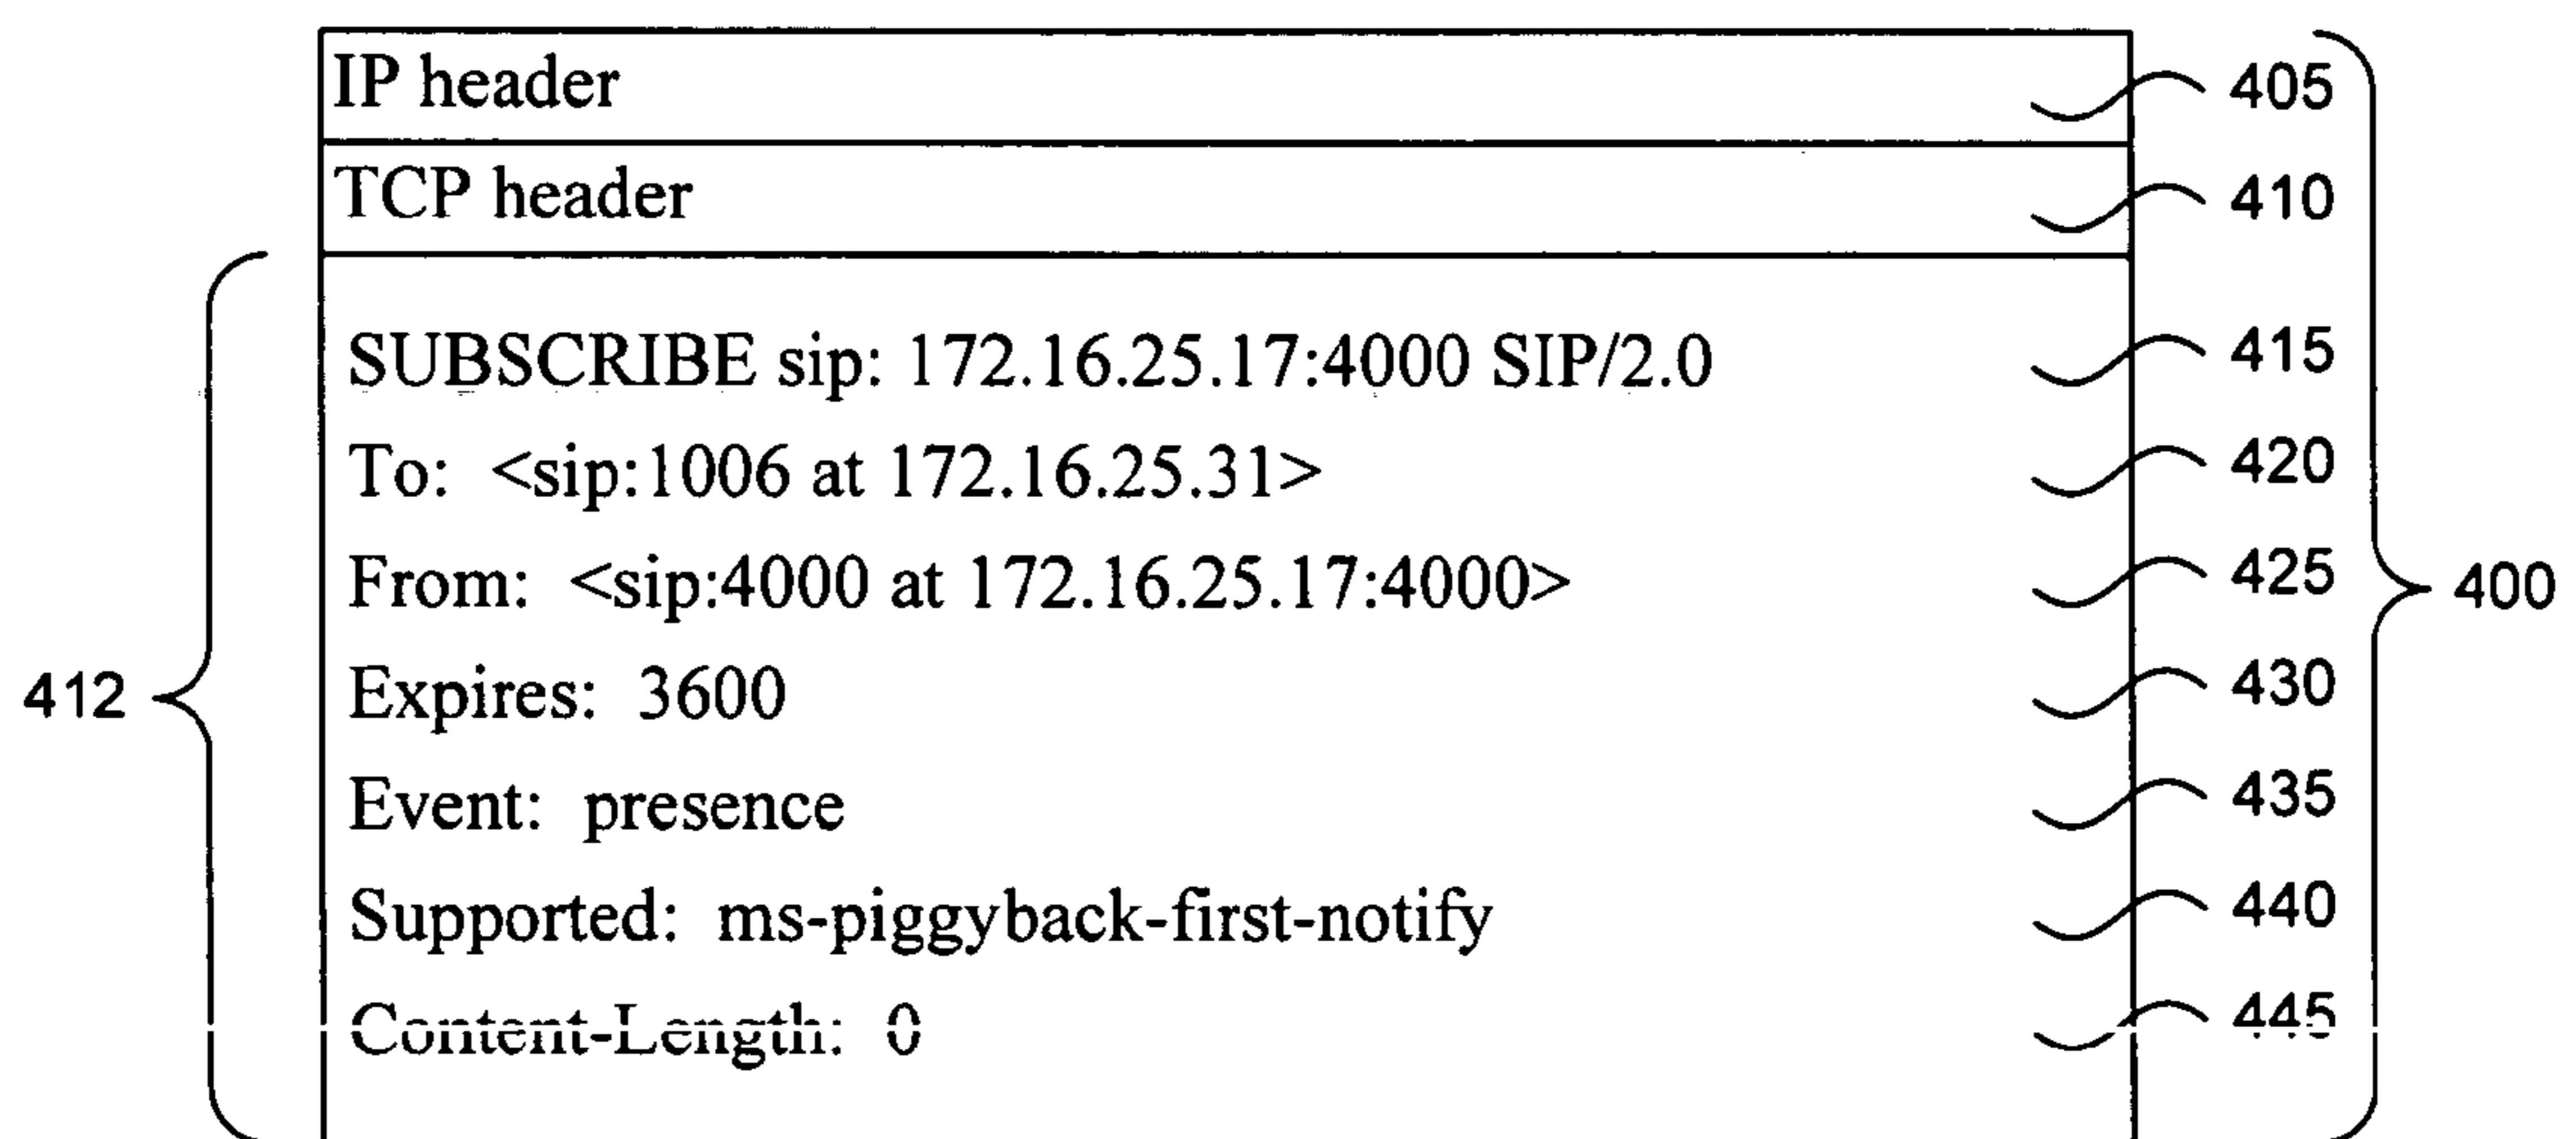 IP header 405
TCP header 410
SUBSCRIBE sip: 172.16.25.17:4000 SIP/2.0 415
To: <sip:1006 at 172.16.25.31> 420
From: <sip:4000 at 172.16.25.17:4000> 425
400
Expires: 3600 430
412
Event: presence 435
Supported: ms-piggyback-first-notify 440
Content-Length: 0 445